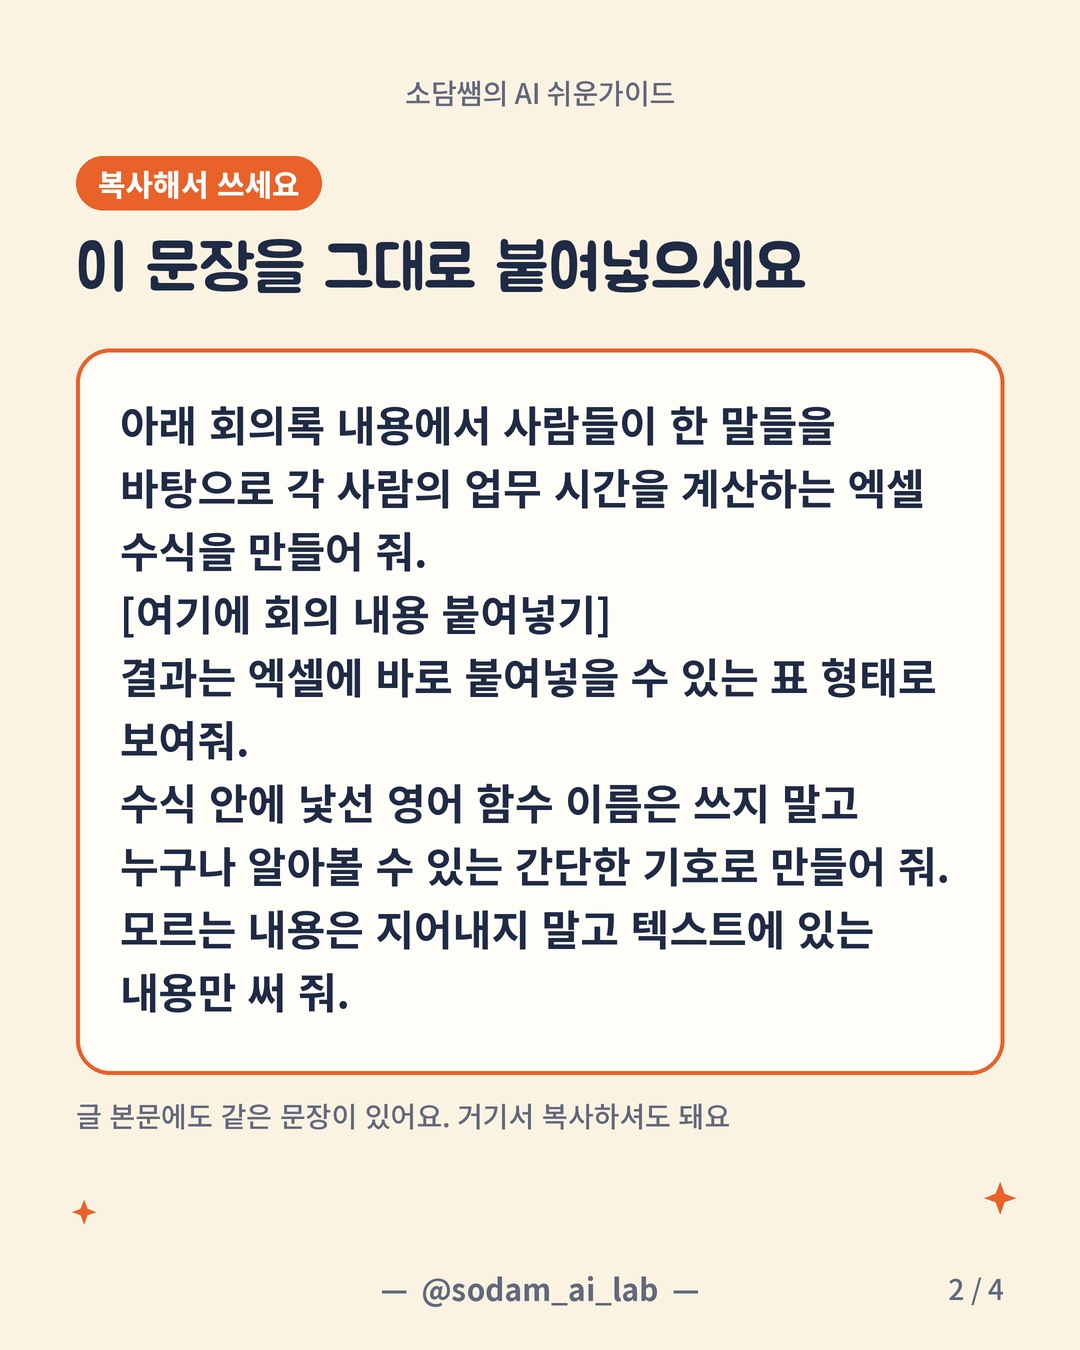 소담쌤의 AI 쉬운가이드
복사해서 쓰세요
이 문장을 그대로 붙여넣으세요
아래 회의록 내용에서 사람들이 한 말들을
바탕으로 각 사람의 업무 시간을 계산하는 엑셀
수식을 만들어 줘.
[여기에 회의 내용 붙여넣기]
결과는 엑셀에 바로 붙여넣을 수 있는 표 형태로
보여줘.
수식 안에 낯선 영어 함수 이름은 쓰지 말고
누구나 알아볼 수 있는 간단한 기호로 만들어 줘.
모르는 내용은 지어내지 말고 텍스트에 있는
내용만 써 줘.
글 본문에도 같은 문장이 있어요. 거기서 복사하셔도 돼요
— @sodam_ai_lab —
2 / 4